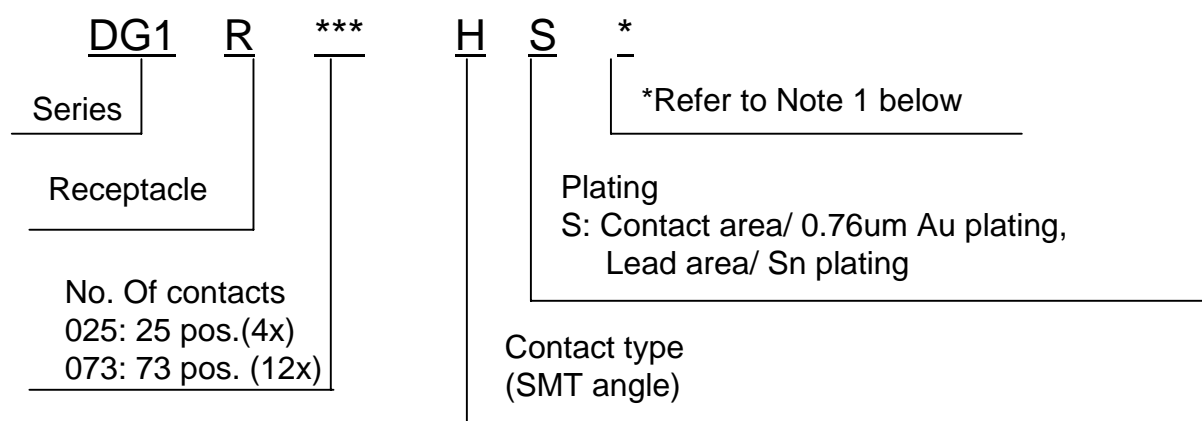 DG1 R *** H S *
Series
*Refer to Note 1 below
Receptacle
Plating
S: Contact area/ 0.76um Au plating,
Lead area/ Sn plating
No. Of contacts
025: 25 pos.(4x)
073: 73 pos. (12x)
Contact type
(SMT angle)